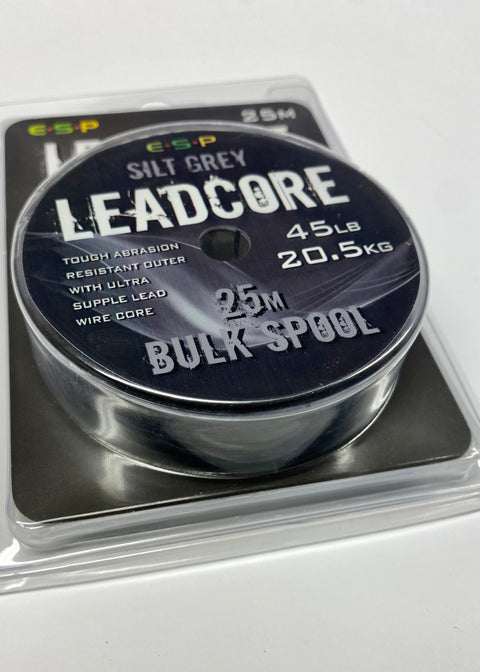 E·S·P
25M
E·S·P
SILT GREY
LEADCORE
45LB
20.5KG
TOUGH ABRASION
RESISTANT OUTER
WITH ULTRA
SUPPLE LEAD
WIRE CORE
25M
BULK SPOOL